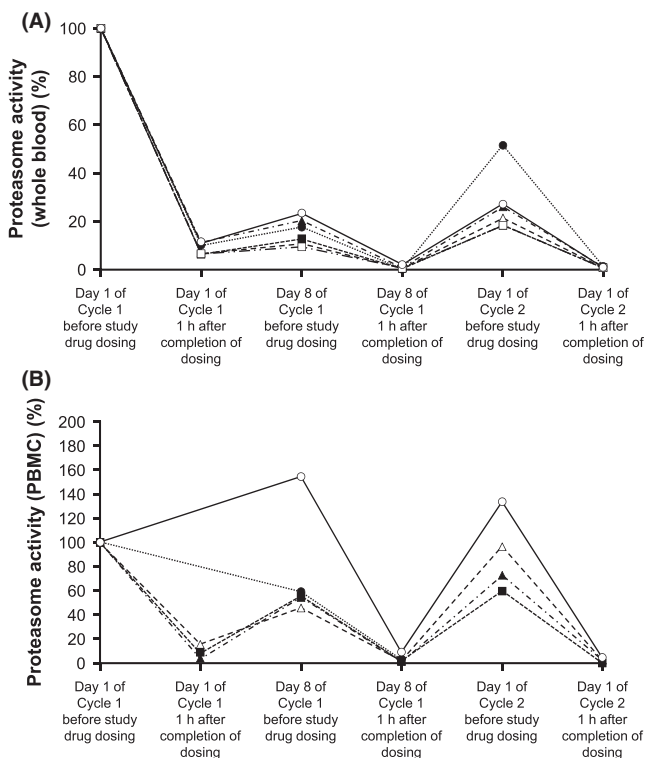 (A)
Proteasome activity
(whole blood) (%)
100
80
60
40
20
0
Day 1 of
Cycle 1
before study
drug dosing
Day 1 of
Cycle 1
1 h after
completion of
dosing
Day 8 of
Cycle 1
before study
drug dosing
Day 8 of
Cycle 1
1 h after
completion of
dosing
Day 1 of
Cycle 2
before study
drug dosing
Day 1 of
Cycle 2
1 h after
completion of
dosing
(B)
Proteasome activity (PBMC) (%)
200
180
160
140
120
100
80
60
40
20
0
Day 1 of
Cycle 1
before study
drug dosing
Day 1 of
Cycle 1
1 h after
completion of
dosing
Day 8 of
Cycle 1
before study
drug dosing
Day 8 of
Cycle 1
1 h after
completion of
dosing
Day 1 of
Cycle 2
before study
drug dosing
Day 1 of
Cycle 2
1 h after
completion of
dosing